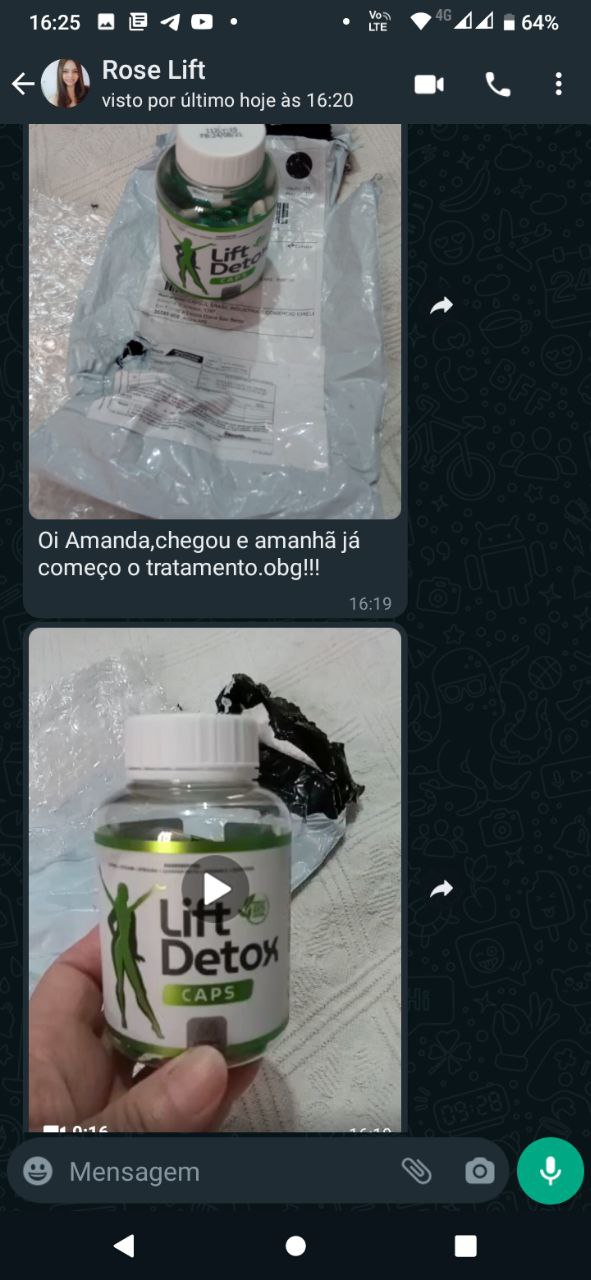 16:25
Vo))
LTE
4G
64%
Rose Lift
visto por último hoje às 16:20
Lift
Detox
CAPS
Oi Amanda,chegou e amanhã já
começo o tratamento.obg!!!
16:19
Lift
Detox
CAPS
0:16
16:19
Mensagem